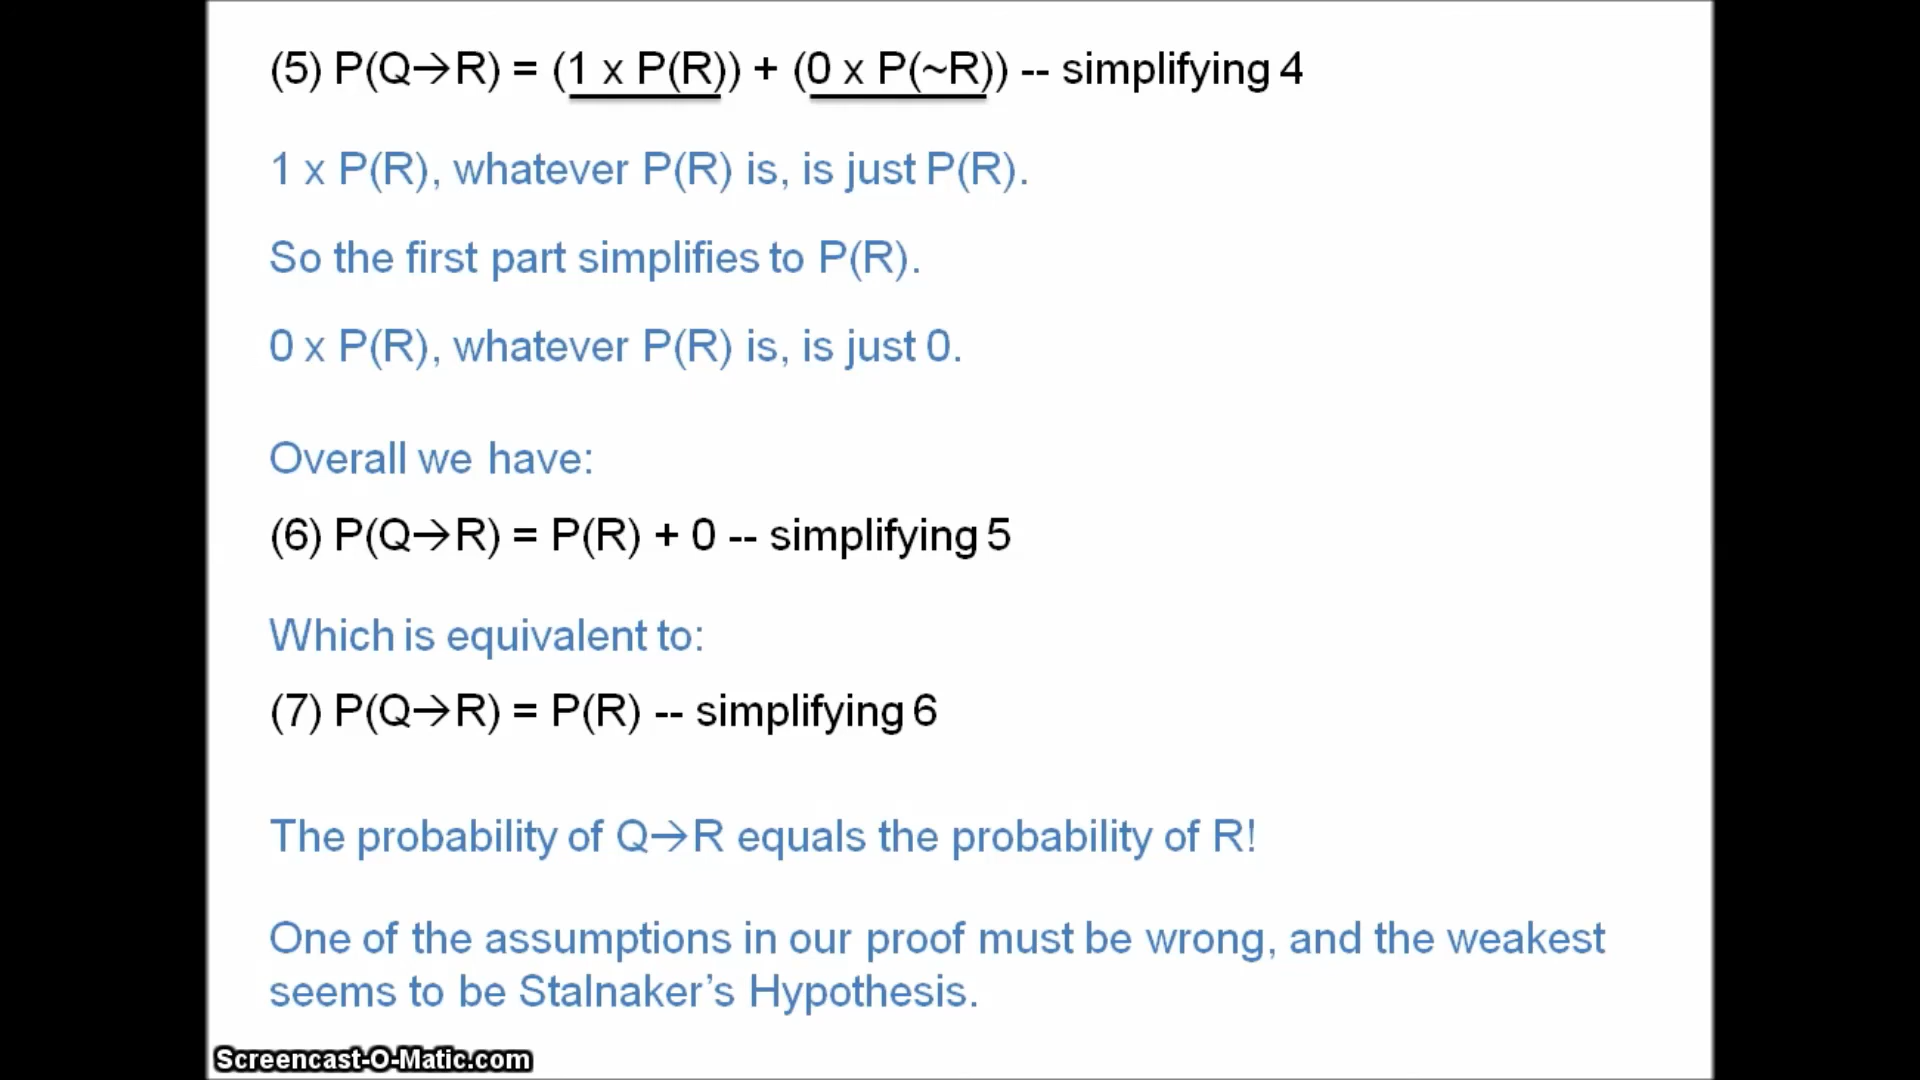 (5) P(Q→R) = (1 x P(R)) + (0 x P(~R)) -- simplifying 4
1 x P(R), whatever P(R) is, is just P(R).
So the first part simplifies to P(R).
0 x P(R), whatever P(R) is, is just 0.
Overall we have:
(6) P(Q→R) = P(R) + 0 -- simplifying 5
Which is equivalent to:
(7) P(Q→R) = P(R) -- simplifying 6
The probability of Q→R equals the probability of R!
One of the assumptions in our proof must be wrong, and the weakest
seems to be Stalnaker’s Hypothesis.
Screencast-O-Matic.com